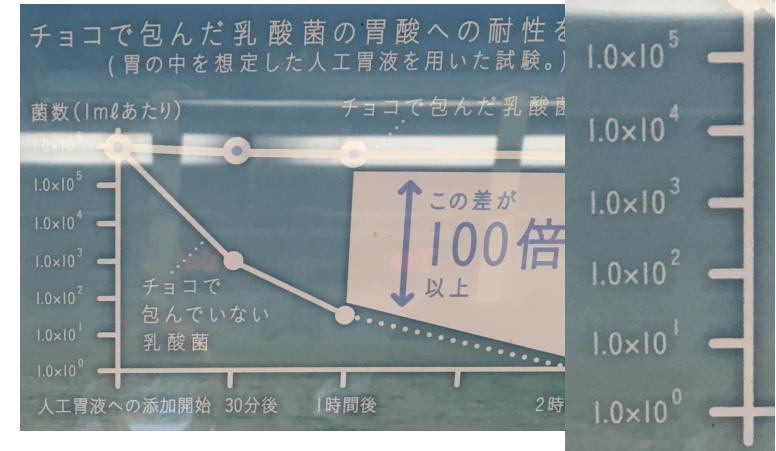 チョコで包んだ乳酸菌の胃酸への耐性を
(胃の中を想定した人工胃液を用いた試験。)
菌数(1mℓあたり)
チョコで包んだ乳酸菌
1.0×10⁵
1.0×10⁴
1.0×10³
1.0×10²
1.0×10¹
1.0×10⁰
この差が
100倍
以上
チョコで
包んでいない
乳酸菌
人工胃液への添加開始 30分後 1時間後 2時
1.0×10⁵
1.0×10⁴
1.0×10³
1.0×10²
1.0×10¹
1.0×10⁰